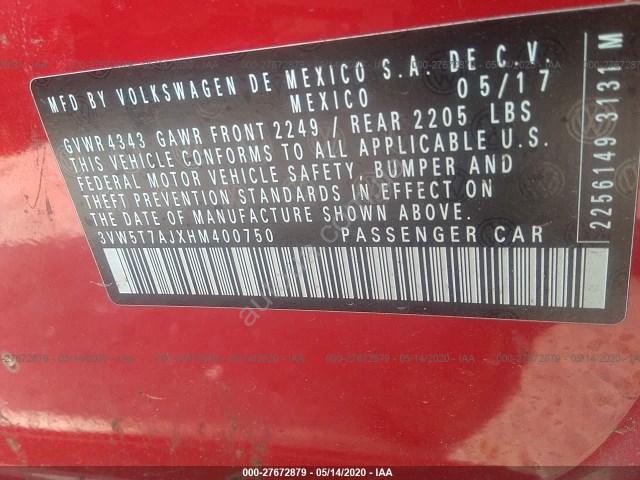 MFD BY VOLKSWAGEN DE MEXICO S.A. DE C.V
MEXICO 05/17
GVWR 4343 GAWR FRONT 2249 / REAR 2205 LBS
THIS VEHICLE CONFORMS TO ALL APPLICABLE U.S.
FEDERAL MOTOR VEHICLE SAFETY, BUMPER AND
THEFT PREVENTION STANDARDS IN EFFECT ON
THE DATE OF MANUFACTURE SHOWN ABOVE.
3VW5T7AJXHM400750 PASSENGER CAR
2256149 3131 M
000-27672879 - 05/14/2020 - IAA